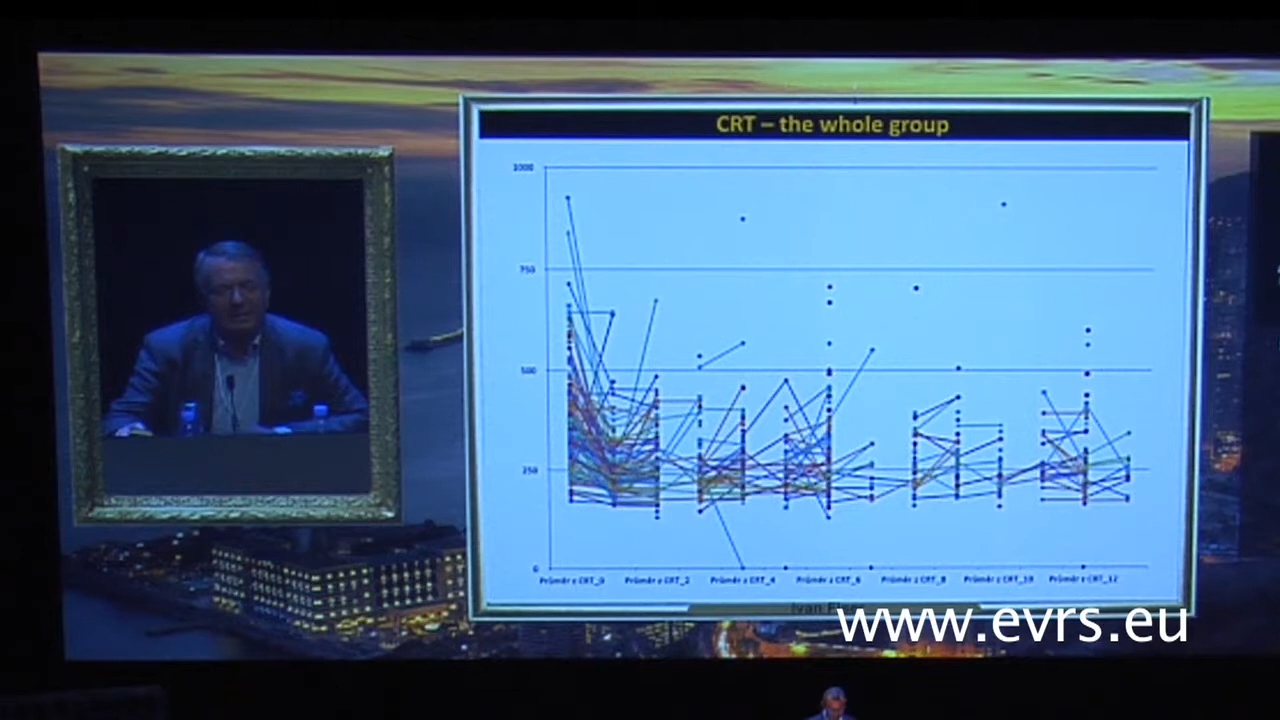 CRT – the whole group
1000
750
500
250
0
Průměr z CRT_0 Průměr z CRT_2 Průměr z CRT_4 Průměr z CRT_6 Průměr z CRT_8 Průměr z CRT_10 Průměr z CRT_12
Ivan
www.evrs.eu